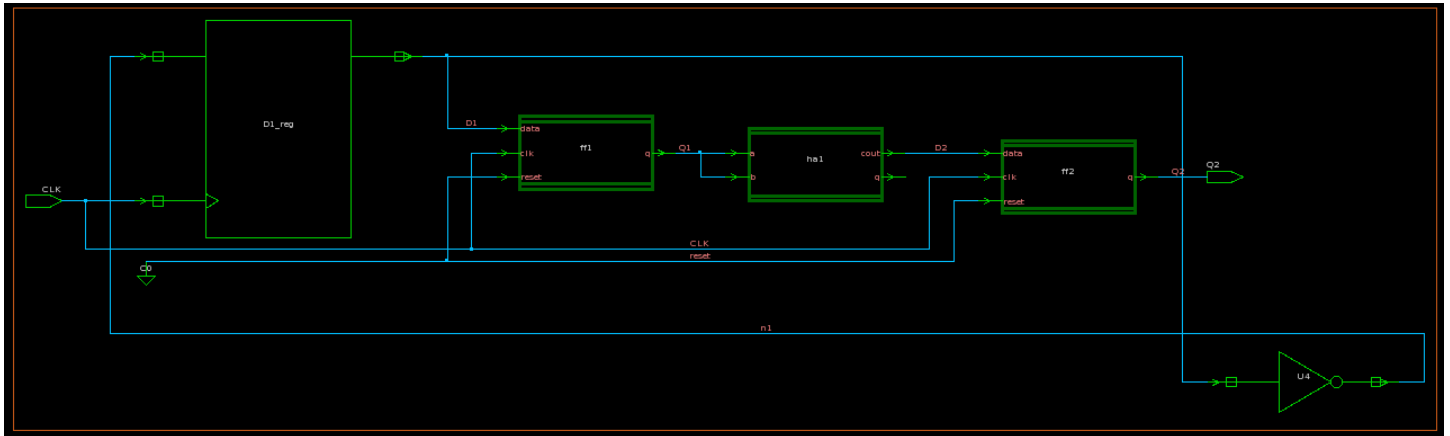 D1_reg
D1
data
clk
reset
ff1
q
Q1
a
b
ha1
cout
q
D2
data
clk
reset
ff2
q
Q2
Q2
CLK
CLK
reset
C0
n1
U4